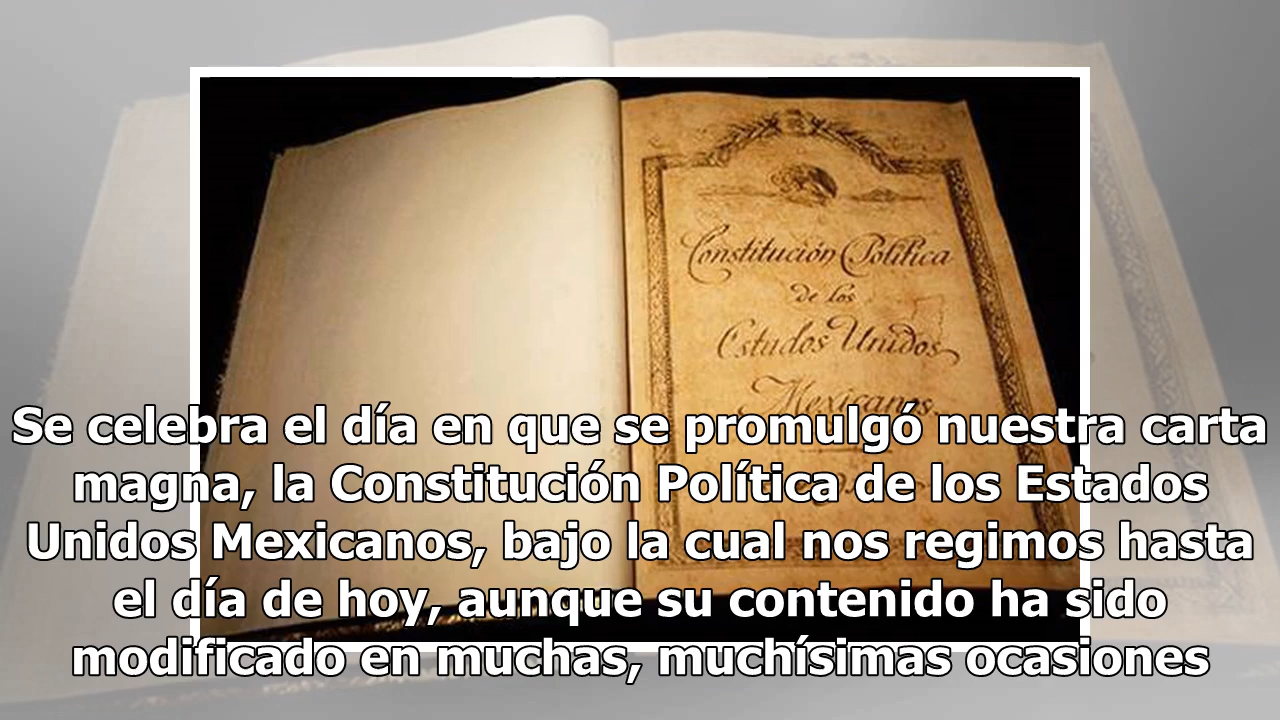 Constitución Política
de los
Estados Unidos
Mexicanos
Se celebra el día en que se promulgó nuestra carta
magna, la Constitución Política de los Estados
Unidos Mexicanos, bajo la cual nos regimos hasta
el día de hoy, aunque su contenido ha sido
modificado en muchas, muchísimas ocasiones